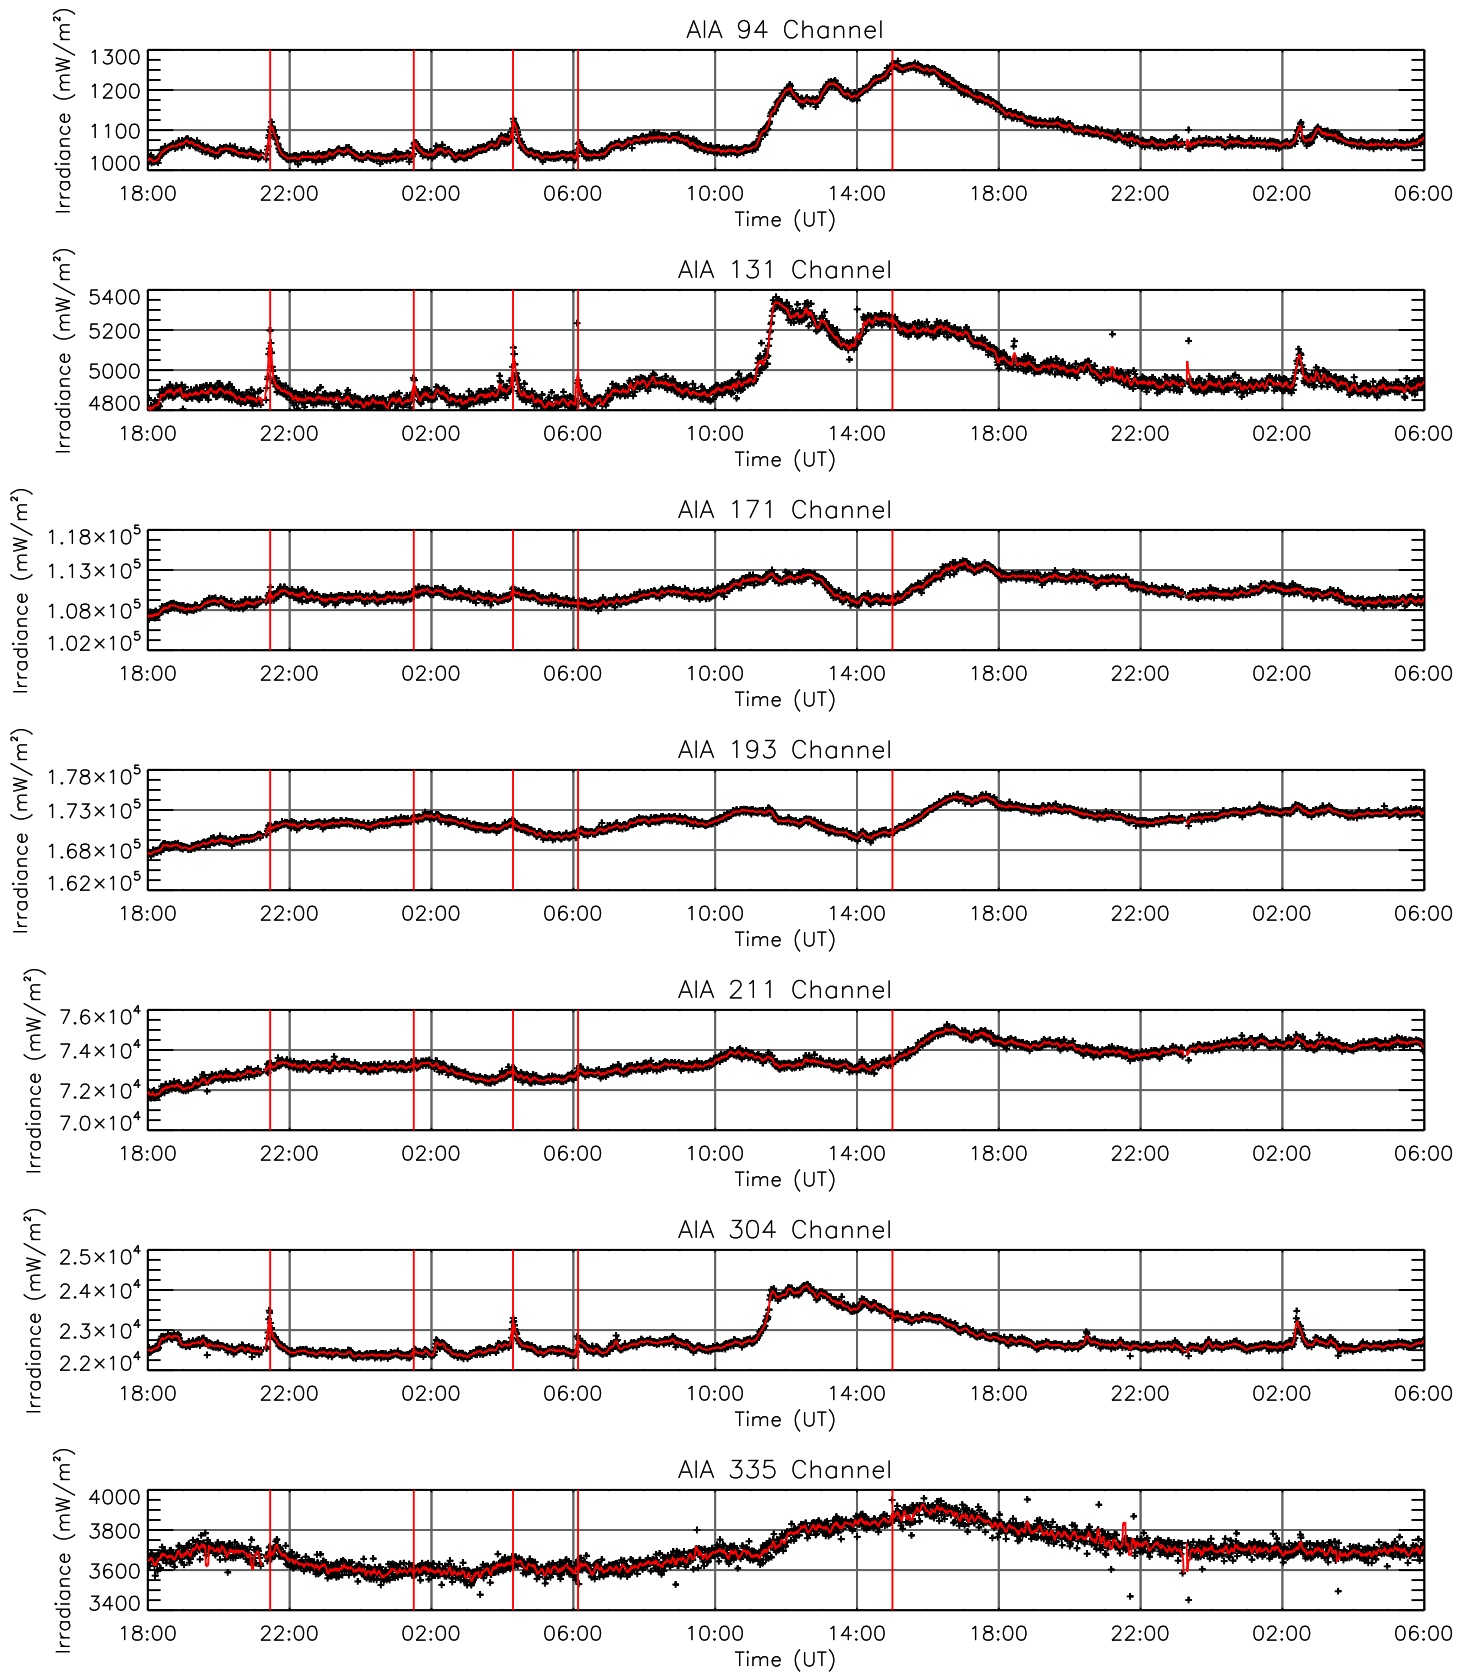 AIA 94 Channel
Irradiance (mW/m²)
1300
1200
1100
1000
18:00 22:00 02:00 06:00 10:00 14:00 18:00 22:00 02:00 06:00
Time (UT)
AIA 131 Channel
Irradiance (mW/m²)
5400
5200
5000
4800
18:00 22:00 02:00 06:00 10:00 14:00 18:00 22:00 02:00 06:00
Time (UT)
AIA 171 Channel
Irradiance (mW/m²)
1.18×10⁵
1.13×10⁵
1.08×10⁵
1.02×10⁵
18:00 22:00 02:00 06:00 10:00 14:00 18:00 22:00 02:00 06:00
Time (UT)
AIA 193 Channel
Irradiance (mW/m²)
1.78×10⁵
1.73×10⁵
1.68×10⁵
1.62×10⁵
18:00 22:00 02:00 06:00 10:00 14:00 18:00 22:00 02:00 06:00
Time (UT)
AIA 211 Channel
Irradiance (mW/m²)
7.6×10⁴
7.4×10⁴
7.2×10⁴
7.0×10⁴
18:00 22:00 02:00 06:00 10:00 14:00 18:00 22:00 02:00 06:00
Time (UT)
AIA 304 Channel
Irradiance (mW/m²)
2.5×10⁴
2.4×10⁴
2.3×10⁴
2.2×10⁴
18:00 22:00 02:00 06:00 10:00 14:00 18:00 22:00 02:00 06:00
Time (UT)
AIA 335 Channel
Irradiance (mW/m²)
4000
3800
3600
3400
18:00 22:00 02:00 06:00 10:00 14:00 18:00 22:00 02:00 06:00
Time (UT)